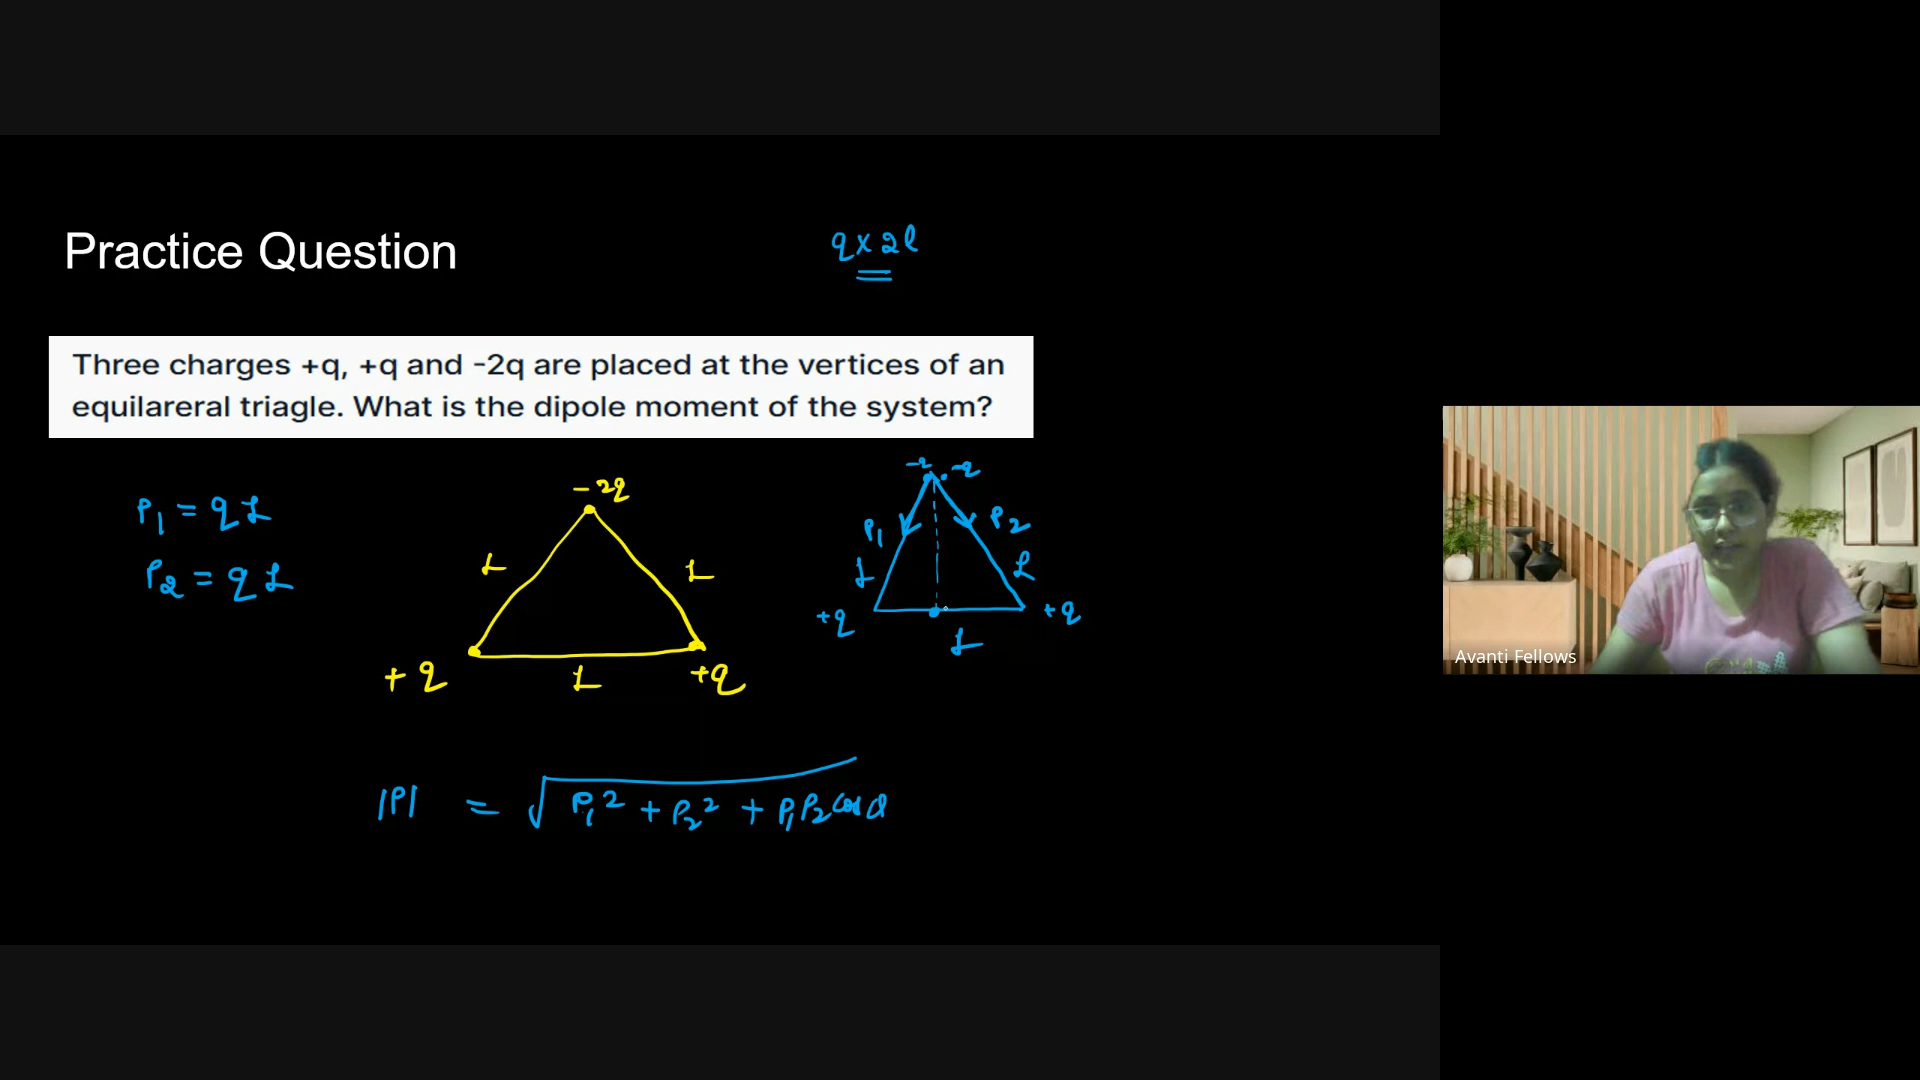 Practice Question
q x 2l
Three charges +q, +q and -2q are placed at the vertices of an
equilareral triagle. What is the dipole moment of the system?
P1 = qL
P2 = qL
-2q
L
L
+q
L
+q
-q -q
P1
P2
L
L
+q
+q
L
|P| = √P1² + P2² + P1P2 cos α
Avanti Fellows